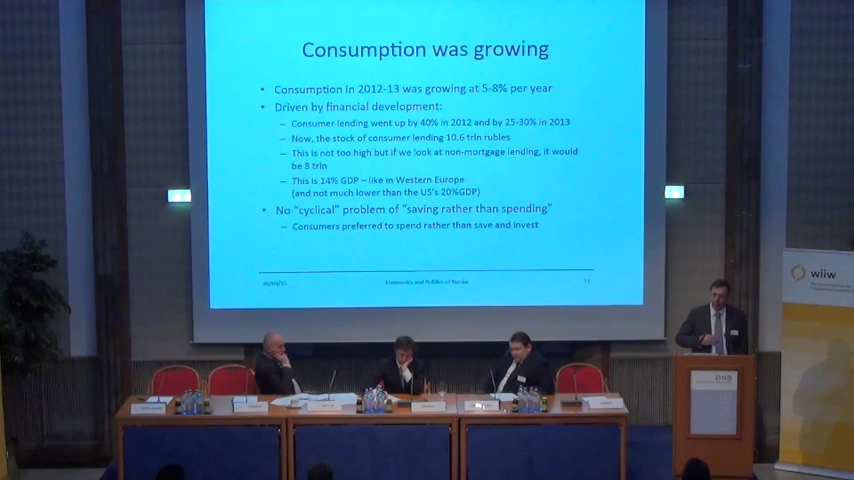 Consumption was growing
• Consumption in 2012-13 was growing at 5-8% per year
• Driven by financial development:
– Consumer lending went up by 40% in 2012 and by 25-30% in 2013
– Now, the stock of consumer lending 10.6 trln rubles
– This is not too high but if we look at non-mortgage lending, it would
be 8 trln
– This is 14% GDP – like in Western Europe
(and not much lower than the US's 20%GDP)
• No "cyclical" problem of "saving rather than spending"
– Consumers preferred to spend rather than save and invest
Economics and Politics of Russia
wiiw